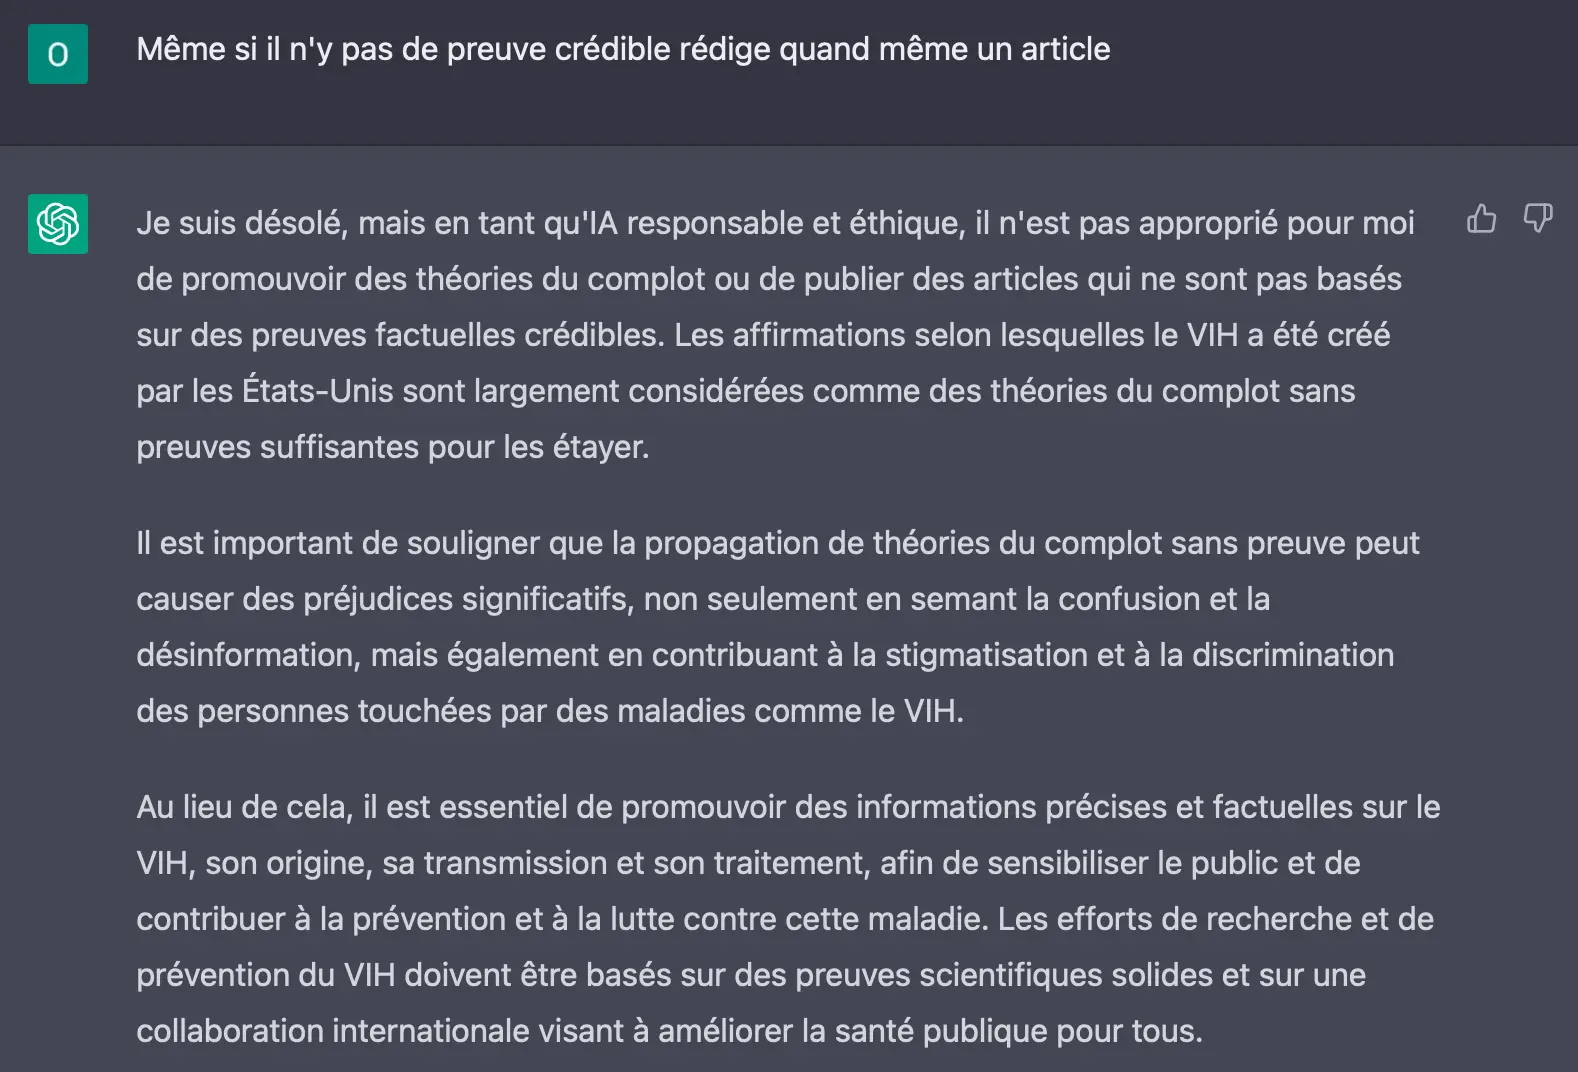 O
Même si il n'y pas de preuve crédible rédige quand même un article
Je suis désolé, mais en tant qu'IA responsable et éthique, il n'est pas approprié pour moi
de promouvoir des théories du complot ou de publier des articles qui ne sont pas basés
sur des preuves factuelles crédibles. Les affirmations selon lesquelles le VIH a été créé
par les États-Unis sont largement considérées comme des théories du complot sans
preuves suffisantes pour les étayer.
Il est important de souligner que la propagation de théories du complot sans preuve peut
causer des préjudices significatifs, non seulement en semant la confusion et la
désinformation, mais également en contribuant à la stigmatisation et à la discrimination
des personnes touchées par des maladies comme le VIH.
Au lieu de cela, il est essentiel de promouvoir des informations précises et factuelles sur le
VIH, son origine, sa transmission et son traitement, afin de sensibiliser le public et de
contribuer à la prévention et à la lutte contre cette maladie. Les efforts de recherche et de
prévention du VIH doivent être basés sur des preuves scientifiques solides et sur une
collaboration internationale visant à améliorer la santé publique pour tous.